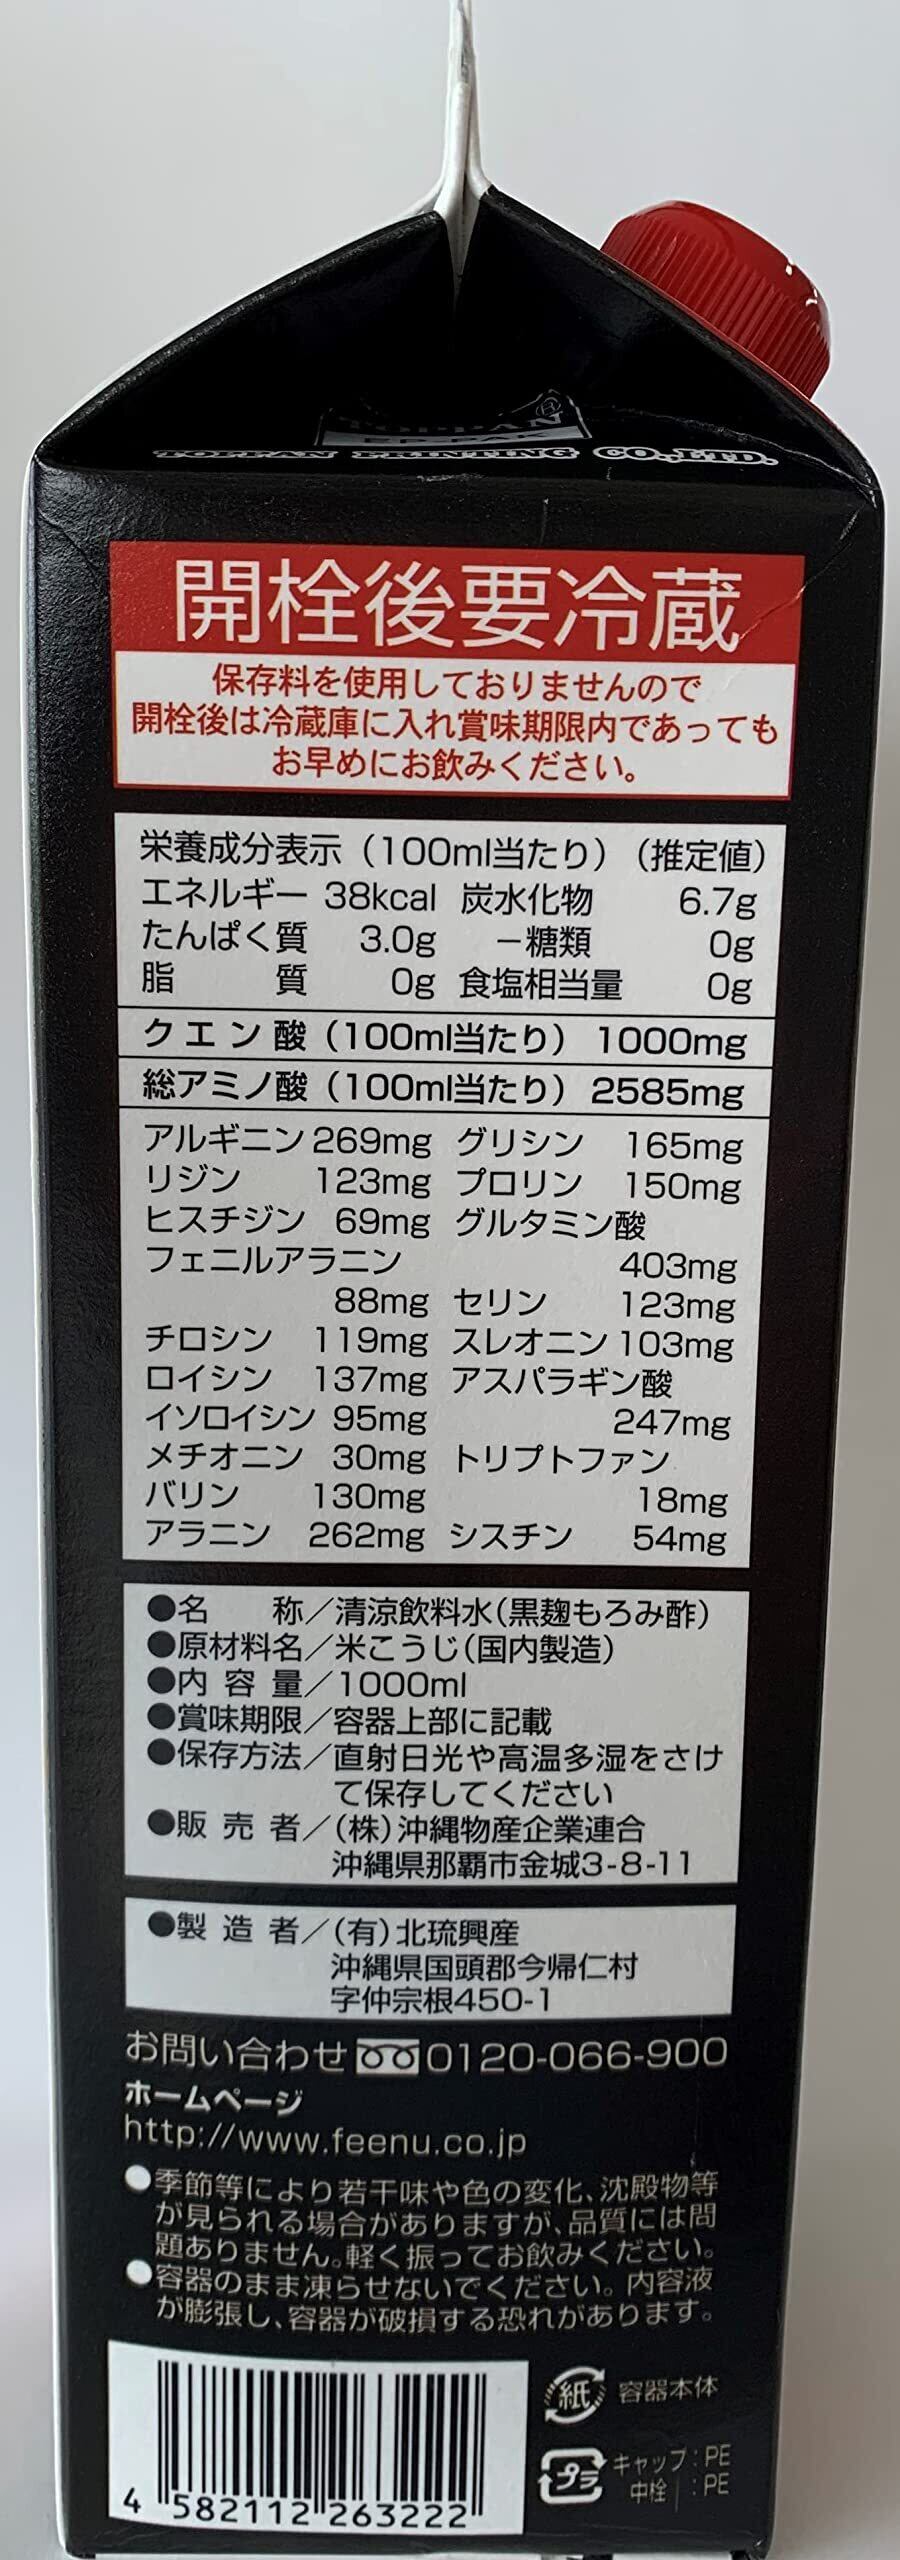 TOPPAN
EP-PAK
TOPPAN PRINTING CO.,LTD.
開栓後要冷蔵
保存料を使用しておりませんので
開栓後は冷蔵庫に入れ賞味期限内であっても
お早めにお飲みください。
栄養成分表示(100ml当たり)(推定値)
エネルギー 38kcal 炭水化物 6.7g
たんぱく質 3.0g −糖類 0g
脂 質 0g 食塩相当量 0g
クエン酸(100ml当たり) 1000mg
総アミノ酸(100ml当たり) 2585mg
アルギニン 269mg グリシン 165mg
リジン 123mg プロリン 150mg
ヒスチジン 69mg グルタミン酸
フェニルアラニン 403mg
88mg セリン 123mg
チロシン 119mg スレオニン 103mg
ロイシン 137mg アスパラギン酸
イソロイシン 95mg 247mg
メチオニン 30mg トリプトファン
バリン 130mg 18mg
アラニン 262mg シスチン 54mg
●名 称/清涼飲料水(黒麹もろみ酢)
●原材料名/米こうじ(国内製造)
●内容量/1000ml
●賞味期限/容器上部に記載
●保存方法/直射日光や高温多湿をさけ
て保存してください
●販売者/(株)沖縄物産企業連合
沖縄県那覇市金城3-8-11
●製造者/(有)北琉興産
沖縄県国頭郡今帰仁村
字仲宗根450-1
お問い合わせ 0120-066-900
ホームページ
http://www.feenu.co.jp
●季節等により若干味や色の変化、沈殿物等
が見られる場合がありますが、品質には問
題ありません。軽く振ってお飲みください。
●容器のまま凍らせないでください。内容液
が膨張し、容器が破損する恐れがあります。
紙 容器本体
プラ キャップ:PE
中栓 :PE
4 582112 263222